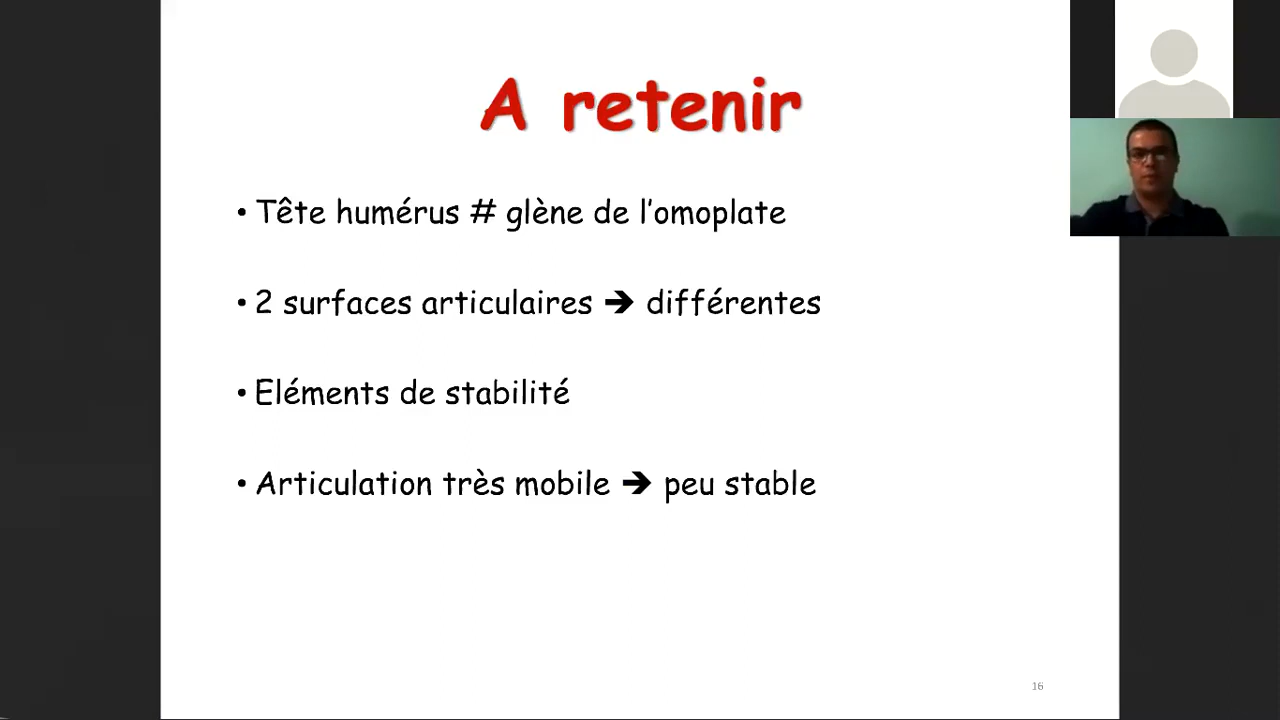 A retenir
• Tête humérus # glène de l'omoplate
• 2 surfaces articulaires ➔ différentes
• Eléments de stabilité
• Articulation très mobile ➔ peu stable
16